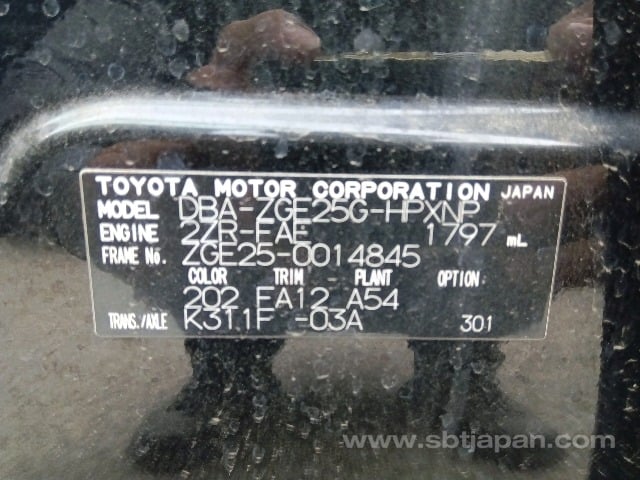 TOYOTA MOTOR CORPORATION JAPAN
MODEL DBA-ZGE25G-HPXNP
ENGINE 2ZR-FAE 1797 mL
FRAME No. ZGE25-0014845
COLOR TRIM PLANT OPTION
202 FA12 A54
TRANS./AXLE K311F -03A 301
www.sbtjapan.com